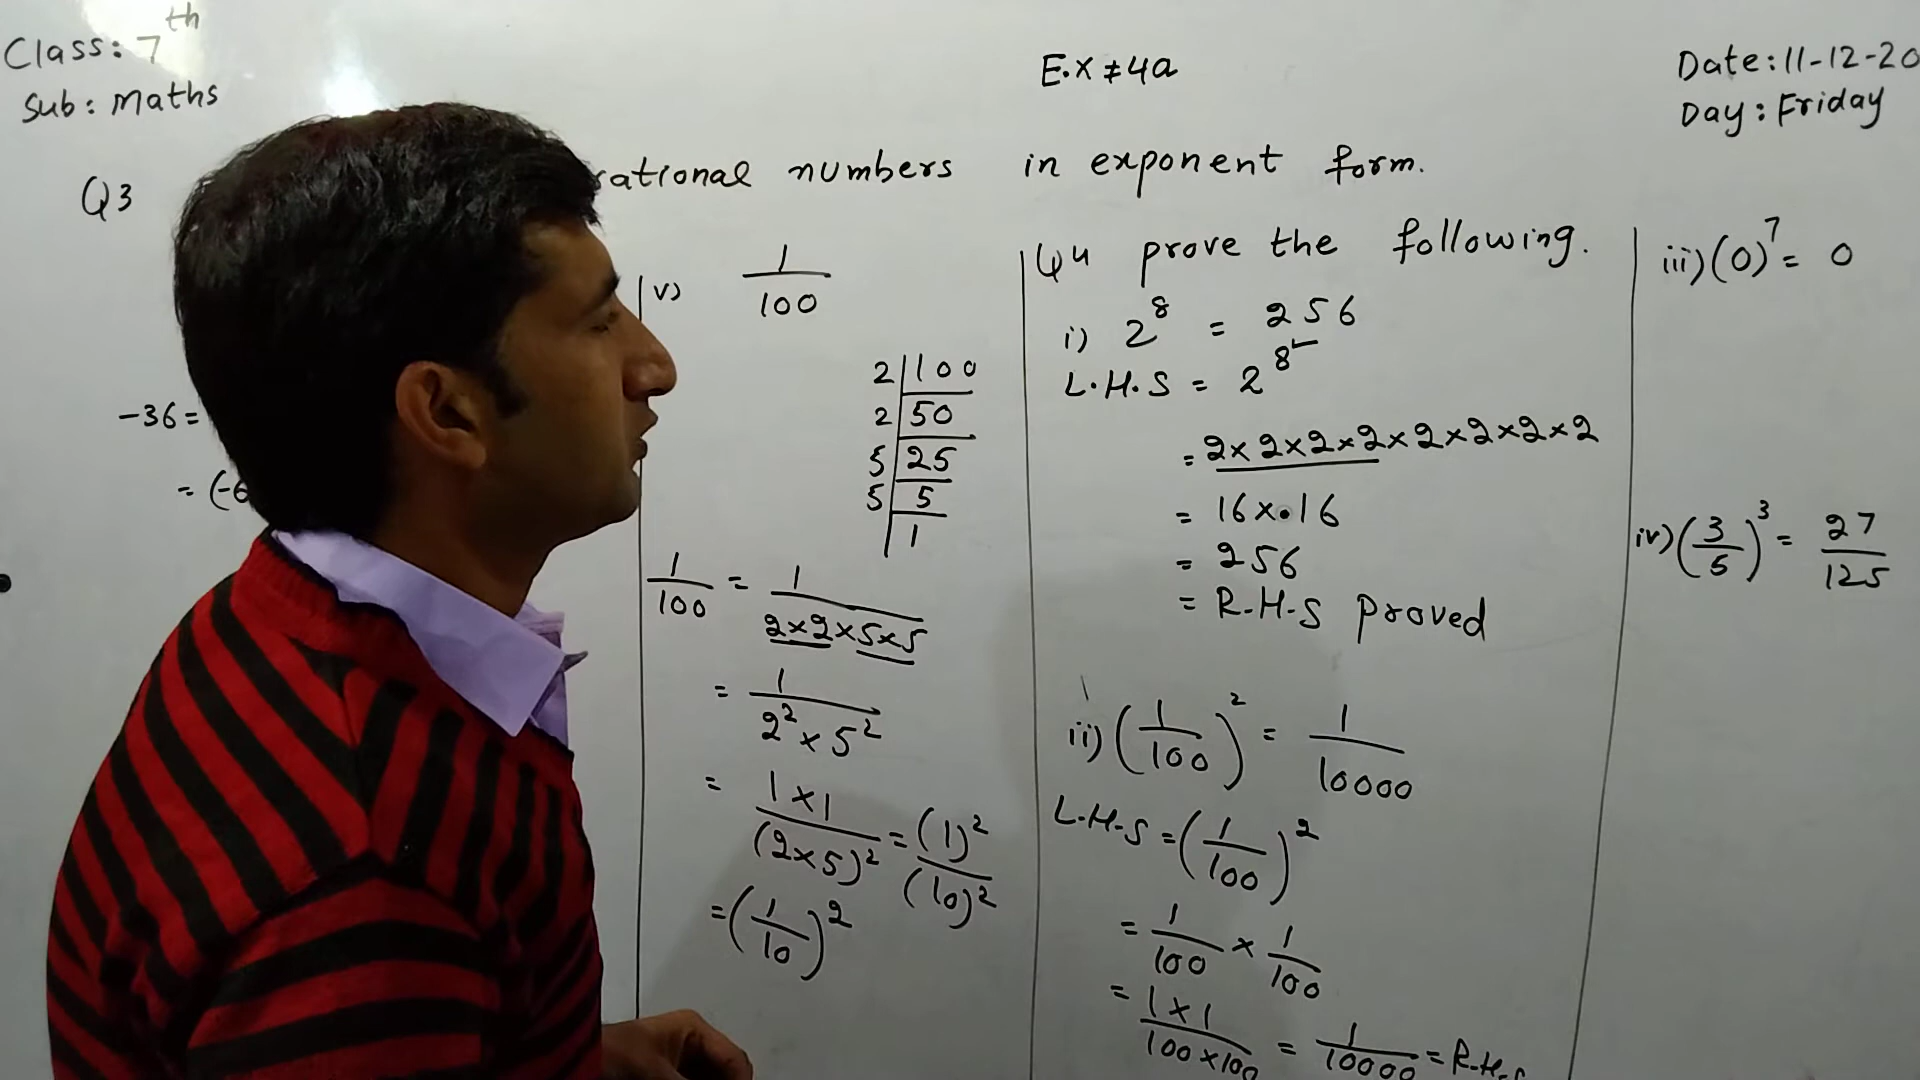 Class: 7th
Sub: Maths
E.X ≠ 4a
Date: 11-12-20
Day: Friday
Q3 rational numbers in exponent form.
-36 =
= (-6
v) 1/100
2 | 100
2 | 50
5 | 25
5 | 5
1
1/100 = 1/(2×2×5×5)
= 1/(2² × 5²)
= (1×1)/(2×5)² = (1)²/(10)²
= (1/10)²
Q4 prove the following.
i) 2⁸ = 256
L.H.S = 2⁸
= 2×2×2×2×2×2×2×2
= 16×16
= 256
= R.H.S Proved
ii) (1/100)² = 1/10000
L.H.S = (1/100)²
= 1/100 × 1/100
= (1×1)/(100×100) = 1/10000 = R.H.S
iii) (0)⁷ = 0
iv) (3/5)³ = 27/125